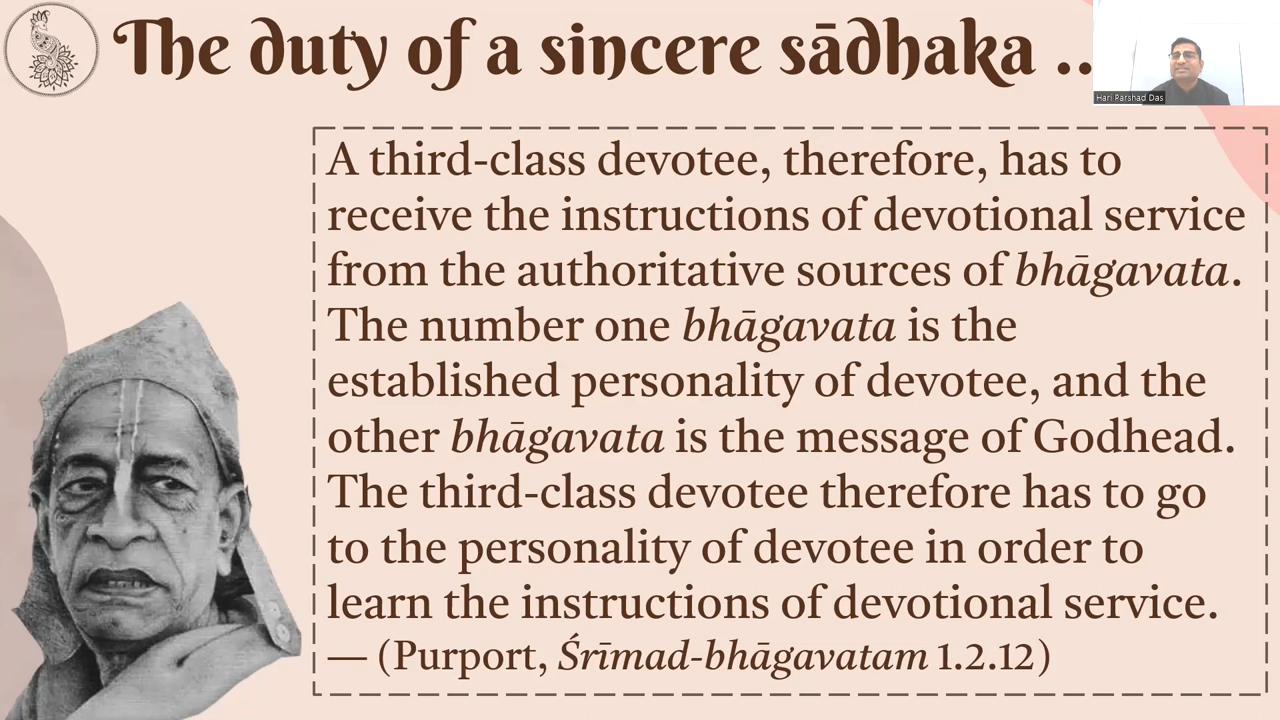 The duty of a sincere sādhaka ..
Hari Parshad Das
A third-class devotee, therefore, has to
receive the instructions of devotional service
from the authoritative sources of bhāgavata.
The number one bhāgavata is the
established personality of devotee, and the
other bhāgavata is the message of Godhead.
The third-class devotee therefore has to go
to the personality of devotee in order to
learn the instructions of devotional service.
— (Purport, Śrīmad-bhāgavatam 1.2.12)